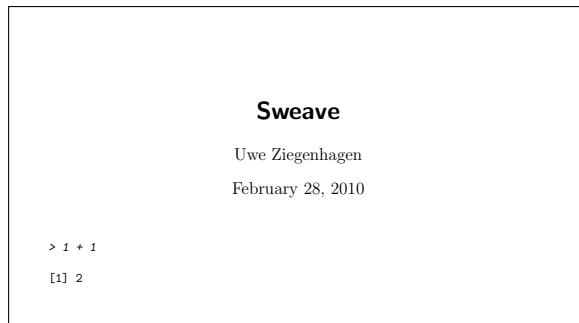 Sweave
Uwe Ziegenhagen
February 28, 2010
> 1 + 1
[1] 2